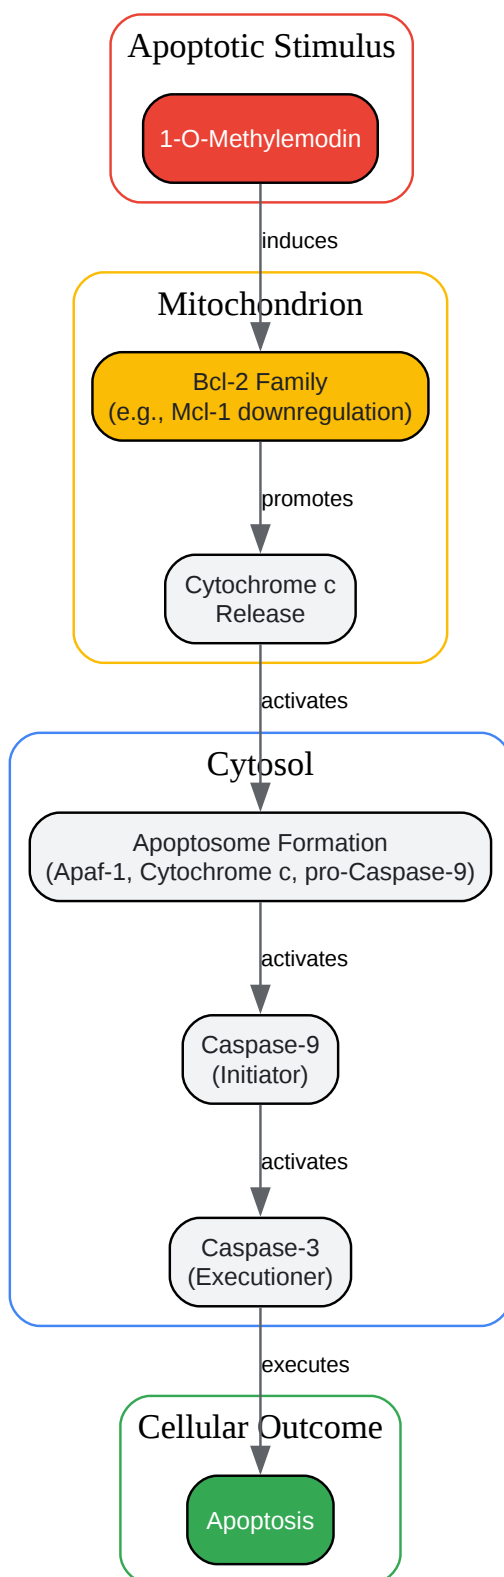 Apoptotic Stimulus
1-O-Methylemodin
induces
Mitochondrion
Bcl-2 Family
(e.g., Mcl-1 downregulation)
promotes
Cytochrome c
Release
activates
Cytosol
Apoptosome Formation
(Apaf-1, Cytochrome c, pro-Caspase-9)
activates
Caspase-9
(Initiator)
activates
Caspase-3
(Executioner)
executes
Cellular Outcome
Apoptosis